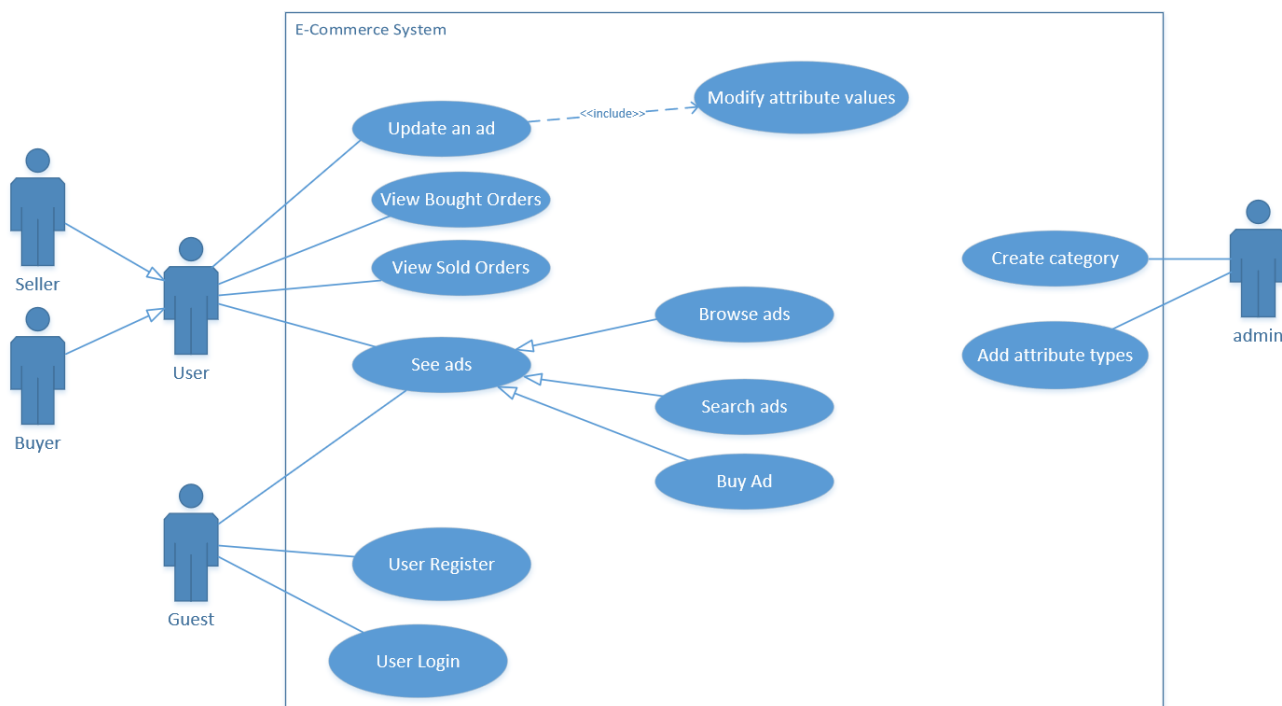 E-Commerce System
Modify attribute values
<<include>>
Update an ad
View Bought Orders
View Sold Orders
Seller
Create category
Browse ads
admin
Add attribute types
See ads
User
Search ads
Buyer
Buy Ad
User Register
Guest
User Login